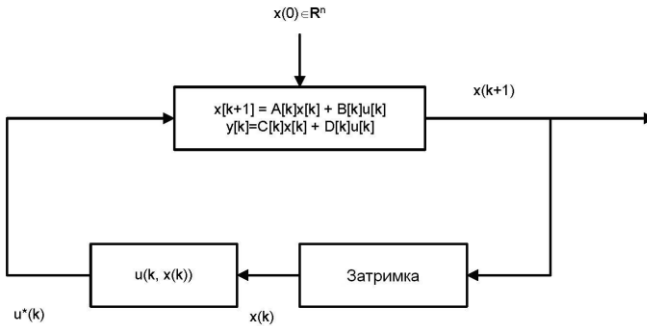 x(0)∈Rⁿ
x[k+1] = A[k]x[k] + B[k]u[k]
y[k]=C[k]x[k] + D[k]u[k]
x(k+1)
u(k, x(k))
Затримка
u*(k)
x(k)